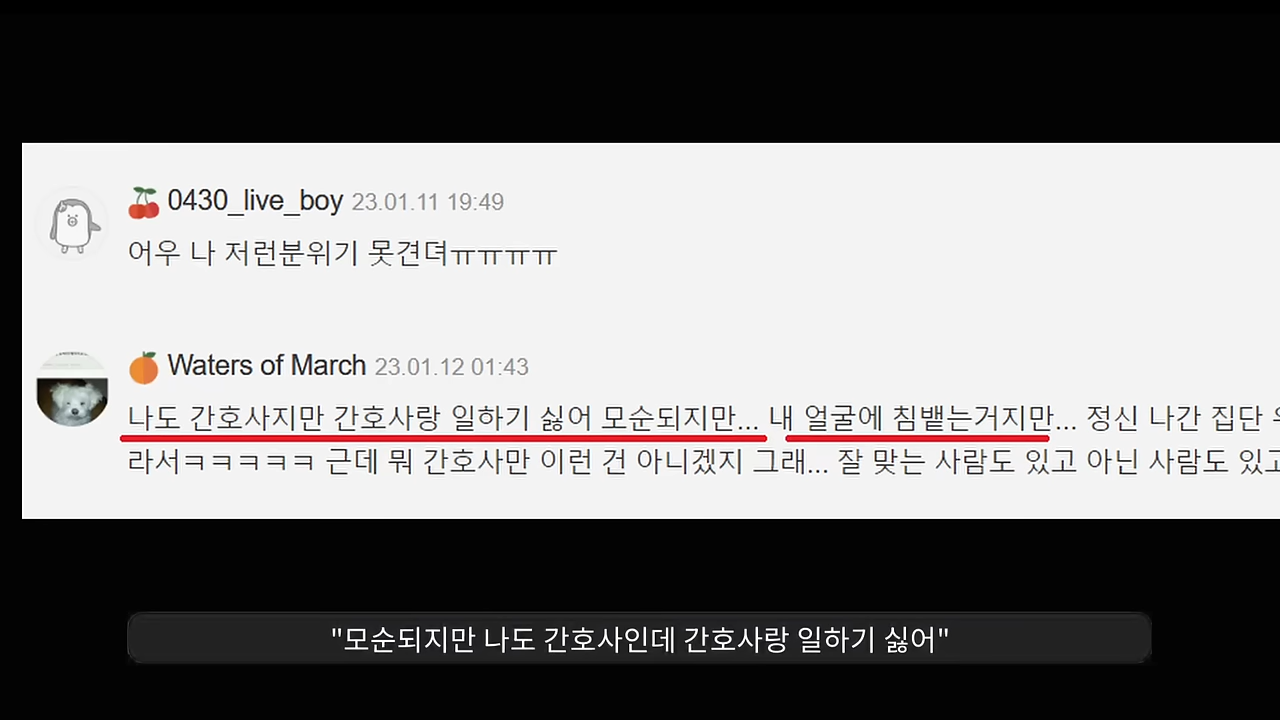 0430_live_boy 23.01.11 19:49
어우 나 저런분위기 못견뎌ㅠㅠㅠㅠ
Waters of March 23.01.12 01:43
나도 간호사지만 간호사랑 일하기 싫어 모순되지만... 내 얼굴에 침뱉는거지만... 정신 나간 집단
라서ㅋㅋㅋㅋㅋ 근데 뭐 간호사만 이런 건 아니겠지 그래... 잘 맞는 사람도 있고 아닌 사람도 있고
"모순되지만 나도 간호사인데 간호사랑 일하기 싫어"